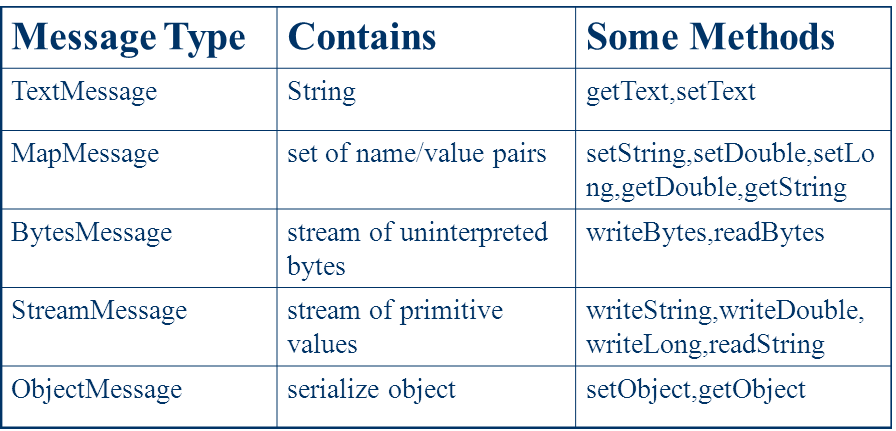 Message Type Contains Some Methods
TextMessage String getText,setText
MapMessage set of name/value pairs setString,setDouble,setLo
ng,getDouble,getString
BytesMessage stream of uninterpreted writeBytes,readBytes
bytes
StreamMessage stream of primitive writeString,writeDouble,
values writeLong,readString
ObjectMessage serialize object setObject,getObject